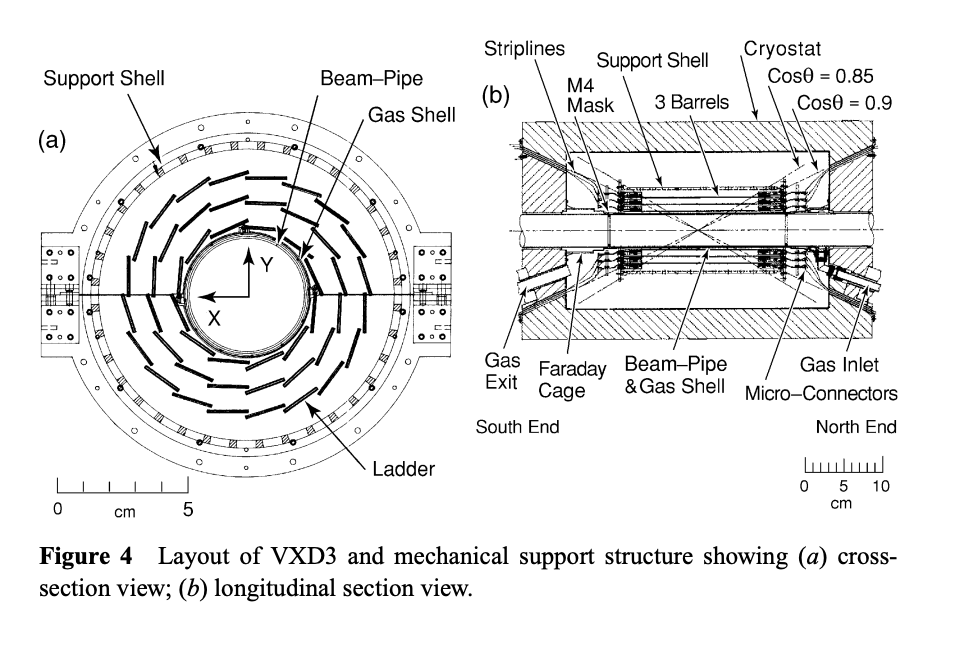 Support Shell
Beam–Pipe
Gas Shell
(a)
Y
X
Ladder
0
cm
5
Striplines
Support Shell
Cryostat
Cosθ = 0.85
(b)
M4
Mask
3 Barrels
Cosθ = 0.9
Gas
Exit
Faraday
Cage
Beam–Pipe
& Gas Shell
Gas Inlet
Micro–Connectors
South End
North End
0
5
10
cm
Figure 4 Layout of VXD3 and mechanical support structure showing (a) cross-
section view; (b) longitudinal section view.